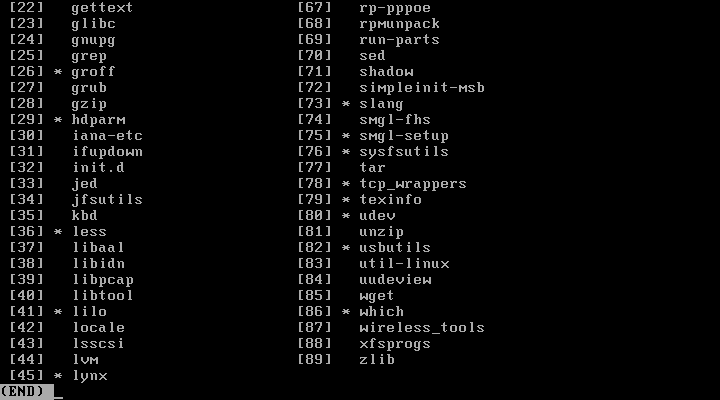 [22]   gettext                    [67]   rp-pppoe
[23]   glibc                      [68]   rpmunpack
[24]   gnupg                      [69]   run-parts
[25]   grep                       [70]   sed
[26] * groff                      [71]   shadow
[27]   grub                       [72]   simpleinit-msb
[28]   gzip                       [73] * slang
[29] * hdparm                     [74]   smgl-fhs
[30]   iana-etc                   [75] * smgl-setup
[31]   ifupdown                   [76] * sysfsutils
[32]   init.d                     [77]   tar
[33]   jed                        [78] * tcp_wrappers
[34]   jfsutils                   [79] * texinfo
[35]   kbd                        [80] * udev
[36] * less                       [81]   unzip
[37]   libaal                     [82] * usbutils
[38]   libidn                     [83]   util-linux
[39]   libpcap                    [84]   uudeview
[40]   libtool                    [85]   wget
[41] * lilo                       [86] * which
[42]   locale                     [87]   wireless_tools
[43]   lsscsi                     [88]   xfsprogs
[44]   lvm                        [89]   zlib
[45] * lynx
(END)